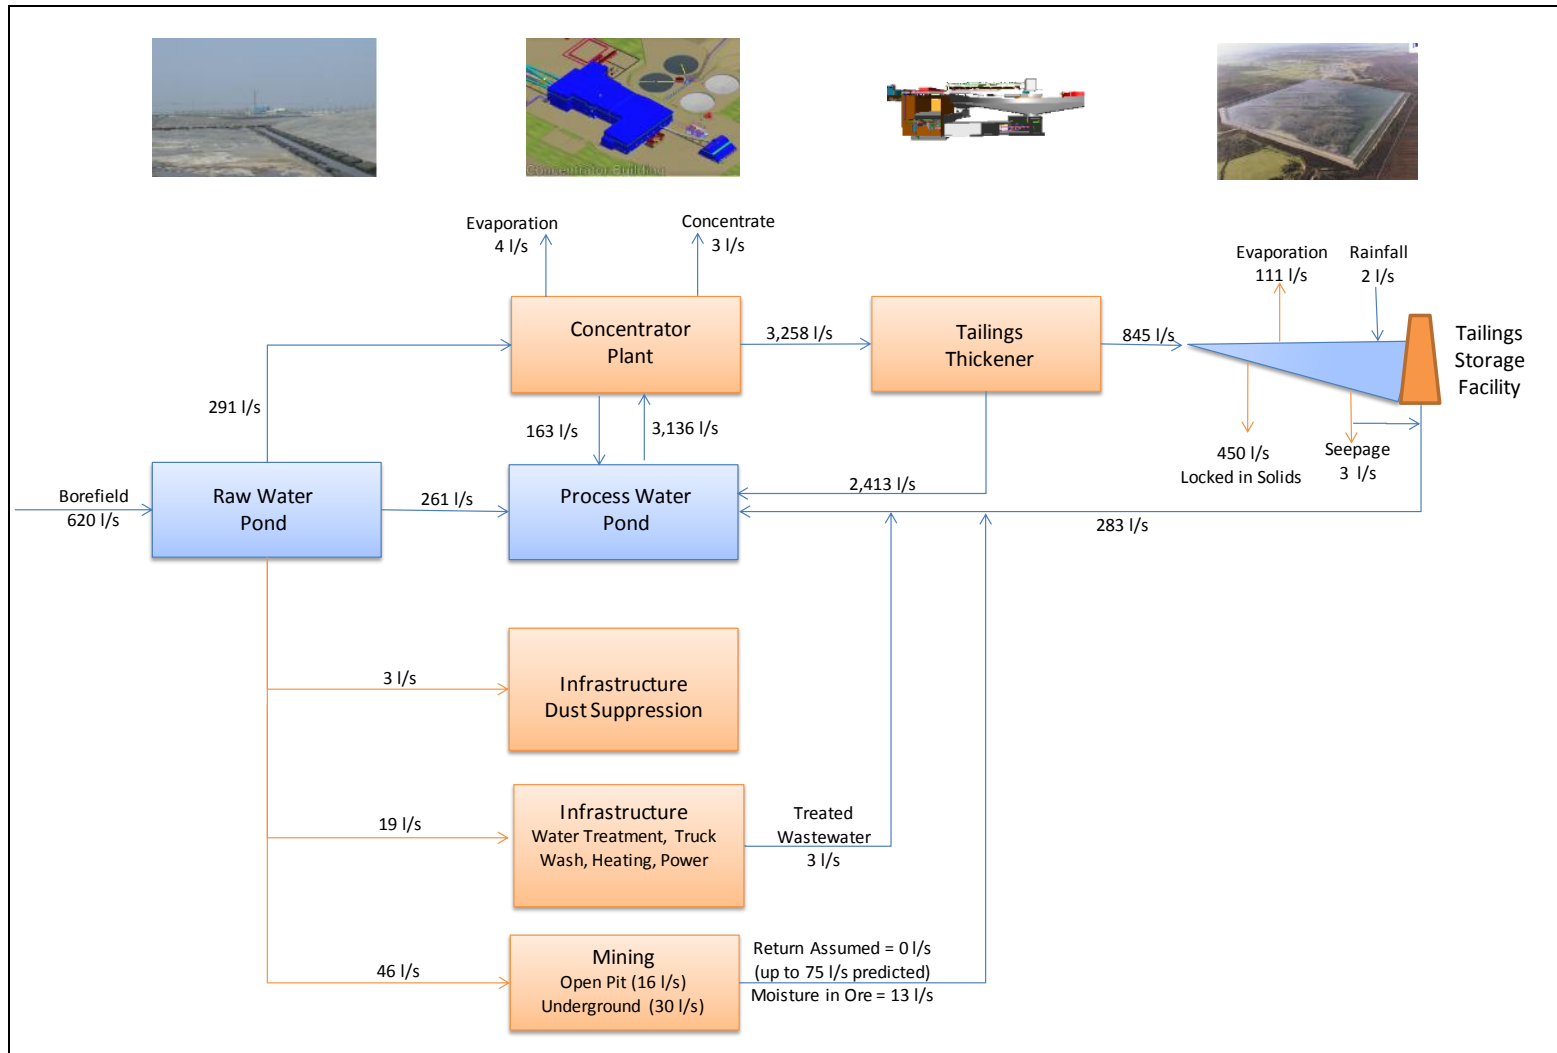 Concentrator Building
Evaporation
4 l/s
Concentrate
3 l/s
Evaporation
111 l/s
Rainfall
2 l/s
Concentrator
Plant
3,258 l/s
Tailings
Thickener
845 l/s
Tailings
Storage
Facility
291 l/s
163 l/s
3,136 l/s
450 l/s
Locked in Solids
Seepage
3 l/s
Borefield
620 l/s
Raw Water
Pond
261 l/s
Process Water
Pond
2,413 l/s
283 l/s
3 l/s
Infrastructure
Dust Suppression
19 l/s
Infrastructure
Water Treatment, Truck
Wash, Heating, Power
Treated
Wastewater
3 l/s
46 l/s
Mining
Open Pit (16 l/s)
Underground (30 l/s)
Return Assumed = 0 l/s
(up to 75 l/s predicted)
Moisture in Ore = 13 l/s